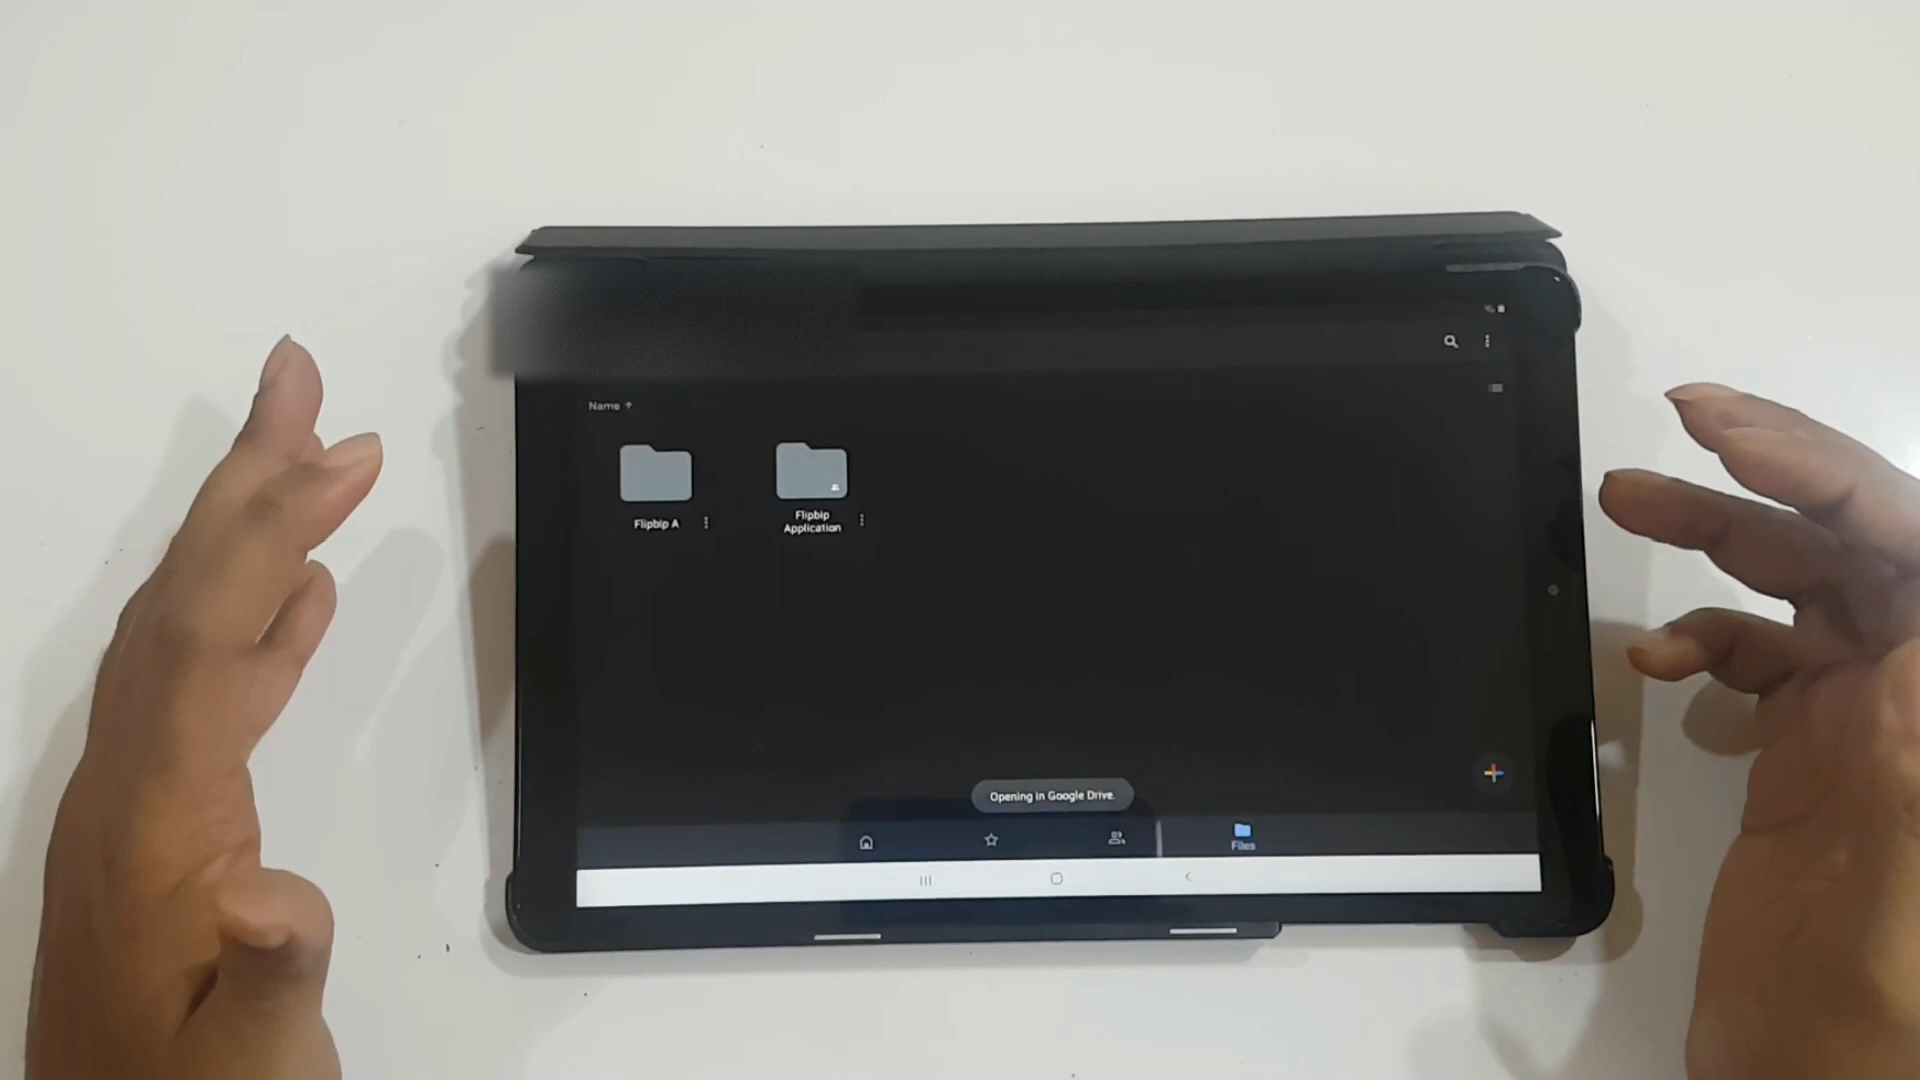 Name
Flipbip A
Flipbip
Application
Opening in Google Drive.
Files